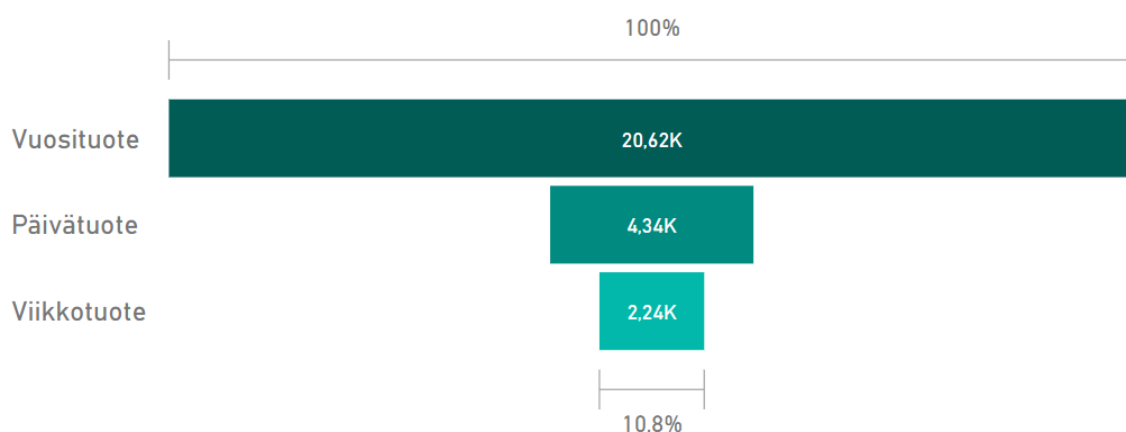 100%
Vuosituote 20,62K
Päivätuote 4,34K
Viikkotuote 2,24K
10,8%